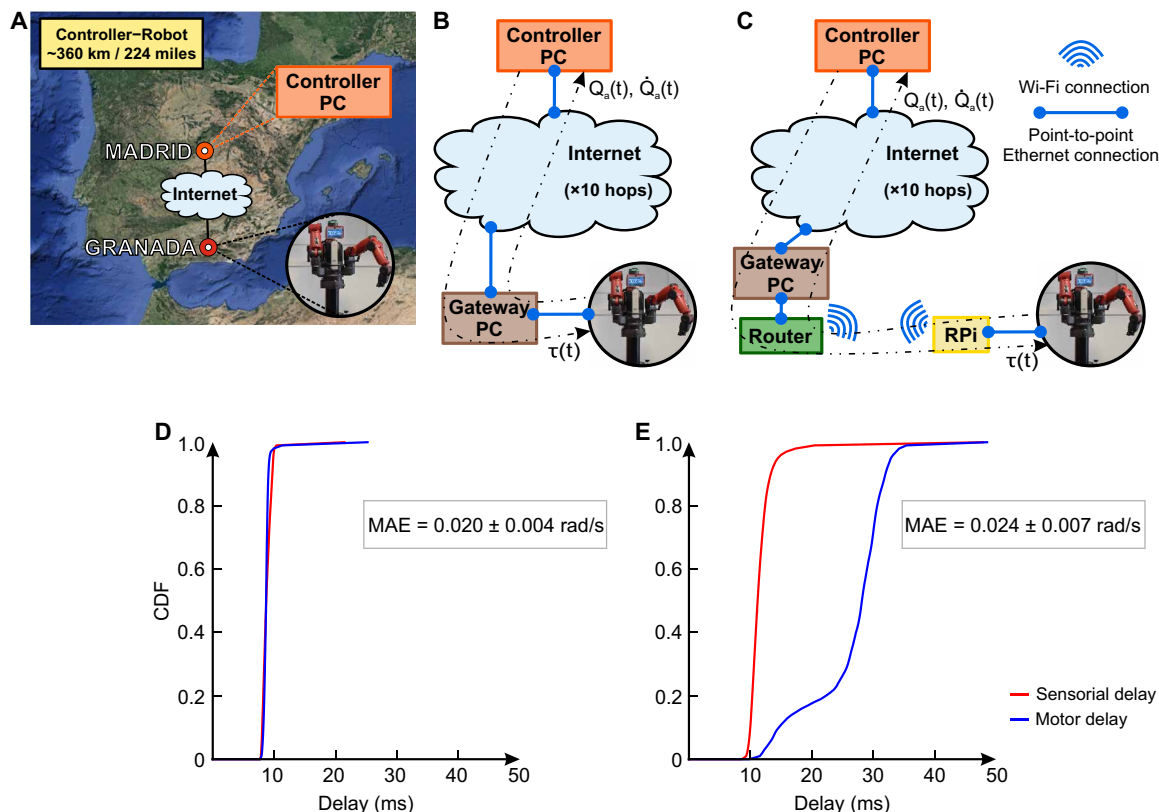 A
Controller–Robot
~360 km / 224 miles
Controller
PC
MADRID
Internet
GRANADA
B
Controller
PC
Qₐ(t), Q̇ₐ(t)
Internet
(×10 hops)
Gateway
PC
τ(t)
C
Controller
PC
Qₐ(t), Q̇ₐ(t)
Internet
(×10 hops)
Gateway
PC
Router
RPi
τ(t)
Wi-Fi connection
Point-to-point
Ethernet connection
D
CDF
1.0
0.8
0.6
0.4
0.2
0
10
20
30
40
50
Delay (ms)
MAE = 0.020 ± 0.004 rad/s
E
1.0
0.8
0.6
0.4
0.2
0
10
20
30
40
50
Delay (ms)
MAE = 0.024 ± 0.007 rad/s
Sensorial delay
Motor delay